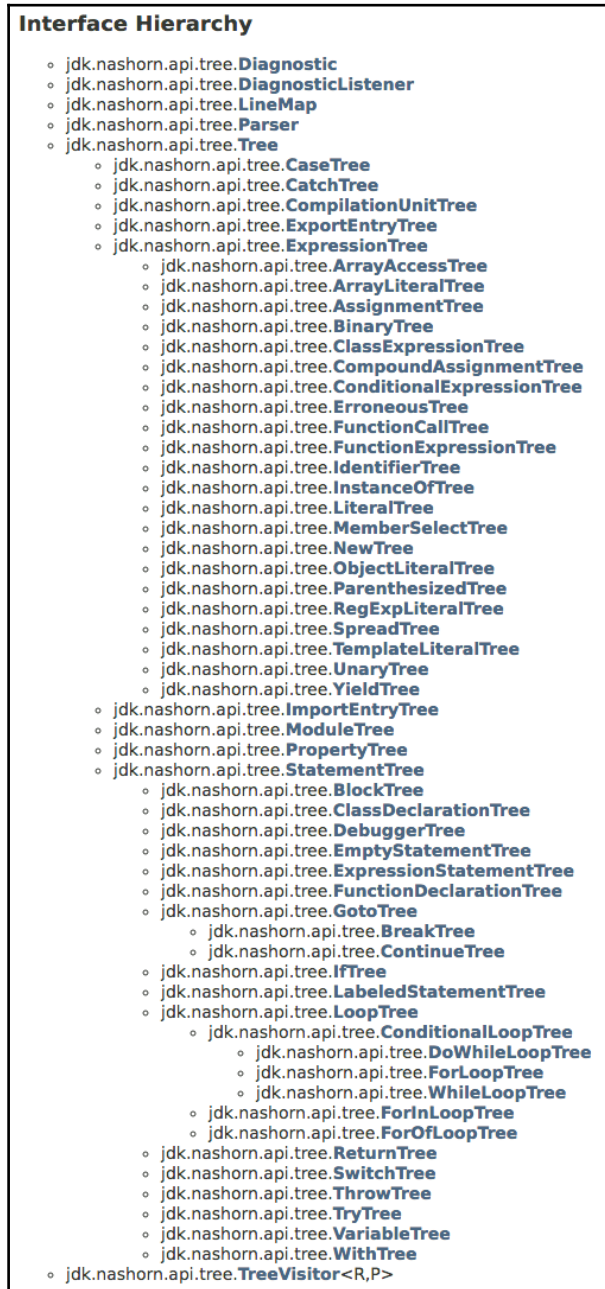 Interface Hierarchy
jdk.nashorn.api.tree.Diagnostic
jdk.nashorn.api.tree.DiagnosticListener
jdk.nashorn.api.tree.LineMap
jdk.nashorn.api.tree.Parser
jdk.nashorn.api.tree.Tree
jdk.nashorn.api.tree.CaseTree
jdk.nashorn.api.tree.CatchTree
jdk.nashorn.api.tree.CompilationUnitTree
jdk.nashorn.api.tree.ExportEntryTree
jdk.nashorn.api.tree.ExpressionTree
jdk.nashorn.api.tree.ArrayAccessTree
jdk.nashorn.api.tree.ArrayLiteralTree
jdk.nashorn.api.tree.AssignmentTree
jdk.nashorn.api.tree.BinaryTree
jdk.nashorn.api.tree.ClassExpressionTree
jdk.nashorn.api.tree.CompoundAssignmentTree
jdk.nashorn.api.tree.ConditionalExpressionTree
jdk.nashorn.api.tree.ErroneousTree
jdk.nashorn.api.tree.FunctionCallTree
jdk.nashorn.api.tree.FunctionExpressionTree
jdk.nashorn.api.tree.IdentifierTree
jdk.nashorn.api.tree.InstanceOfTree
jdk.nashorn.api.tree.LiteralTree
jdk.nashorn.api.tree.MemberSelectTree
jdk.nashorn.api.tree.NewTree
jdk.nashorn.api.tree.ObjectLiteralTree
jdk.nashorn.api.tree.ParenthesizedTree
jdk.nashorn.api.tree.RegExpLiteralTree
jdk.nashorn.api.tree.SpreadTree
jdk.nashorn.api.tree.TemplateLiteralTree
jdk.nashorn.api.tree.UnaryTree
jdk.nashorn.api.tree.YieldTree
jdk.nashorn.api.tree.ImportEntryTree
jdk.nashorn.api.tree.ModuleTree
jdk.nashorn.api.tree.PropertyTree
jdk.nashorn.api.tree.StatementTree
jdk.nashorn.api.tree.BlockTree
jdk.nashorn.api.tree.ClassDeclarationTree
jdk.nashorn.api.tree.DebuggerTree
jdk.nashorn.api.tree.EmptyStatementTree
jdk.nashorn.api.tree.ExpressionStatementTree
jdk.nashorn.api.tree.FunctionDeclarationTree
jdk.nashorn.api.tree.GotoTree
jdk.nashorn.api.tree.BreakTree
jdk.nashorn.api.tree.ContinueTree
jdk.nashorn.api.tree.IfTree
jdk.nashorn.api.tree.LabeledStatementTree
jdk.nashorn.api.tree.LoopTree
jdk.nashorn.api.tree.ConditionalLoopTree
jdk.nashorn.api.tree.DoWhileLoopTree
jdk.nashorn.api.tree.ForLoopTree
jdk.nashorn.api.tree.WhileLoopTree
jdk.nashorn.api.tree.ForInLoopTree
jdk.nashorn.api.tree.ForOfLoopTree
jdk.nashorn.api.tree.ReturnTree
jdk.nashorn.api.tree.SwitchTree
jdk.nashorn.api.tree.ThrowTree
jdk.nashorn.api.tree.TryTree
jdk.nashorn.api.tree.VariableTree
jdk.nashorn.api.tree.WithTree
jdk.nashorn.api.tree.TreeVisitor<R,P>